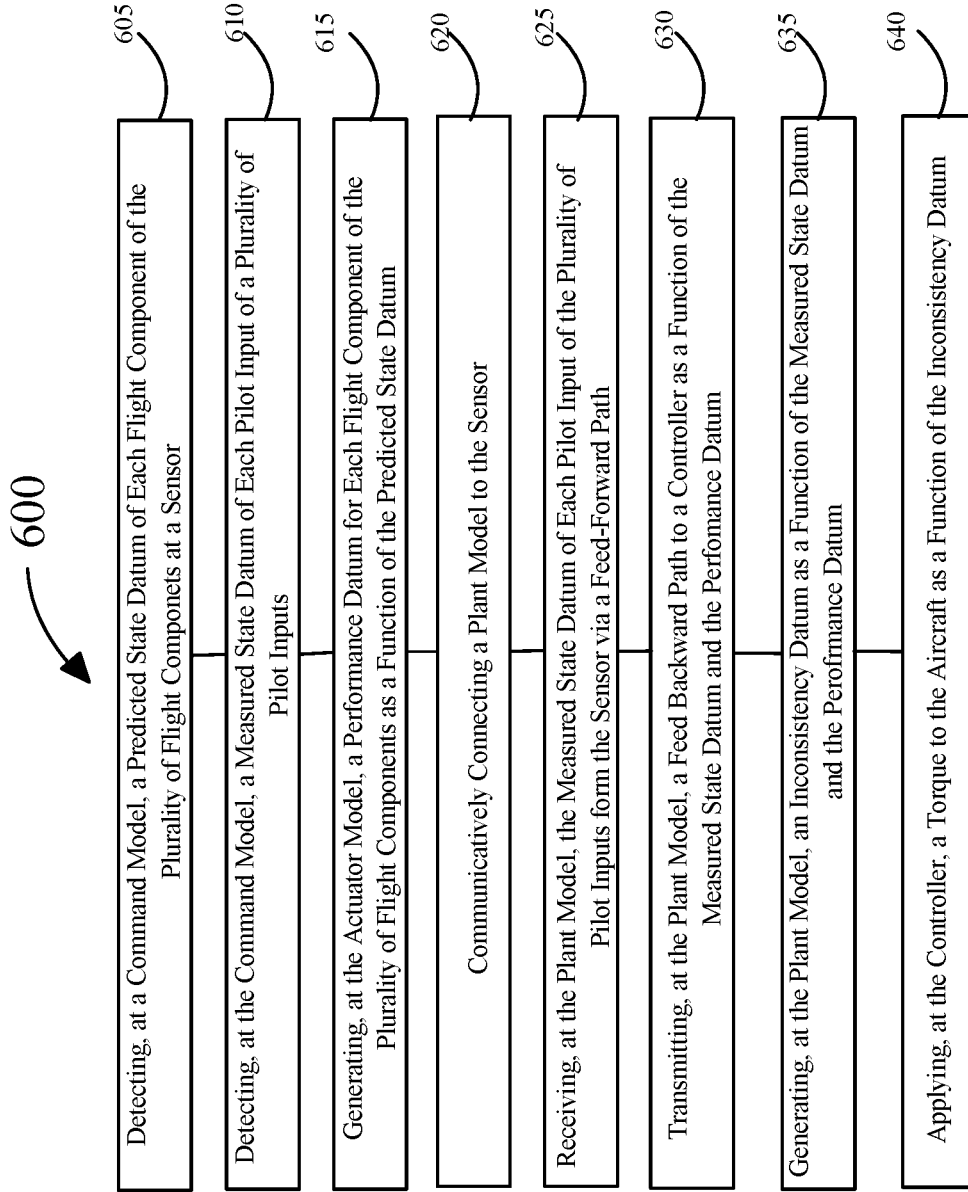 600
Detecting, at a Command Model, a Predicted State Datum of Each Flight Component of the
Plurality of Flight Componets at a Sensor
605
Detecting, at the Command Model, a Measured State Datum of Each Pilot Input of a Plurality of
Pilot Inputs
610
Generating, at the Actuator Model, a Performance Datum for Each Flight Component of the
Plurality of Flight Components as a Function of the Predicted State Datum
615
Communicatively Connecting a Plant Model to the Sensor
620
Receiving, at the Plant Model, the Measured State Datum of Each Pilot Input of the Plurality of
Pilot Inputs form the Sensor via a Feed-Forward Path
625
Transmitting, at the Plant Model, a Feed Backward Path to a Controller as a Function of the
Measured State Datum and the Perfomance Datum
630
Generating, at the Plant Model, an Inconsistency Datum as a Function of the Measured State Datum
and the Perofmrance Datum
635
Applying, at the Controller, a Torque to the Aircraft as a Function of the Inconsistency Datum
640